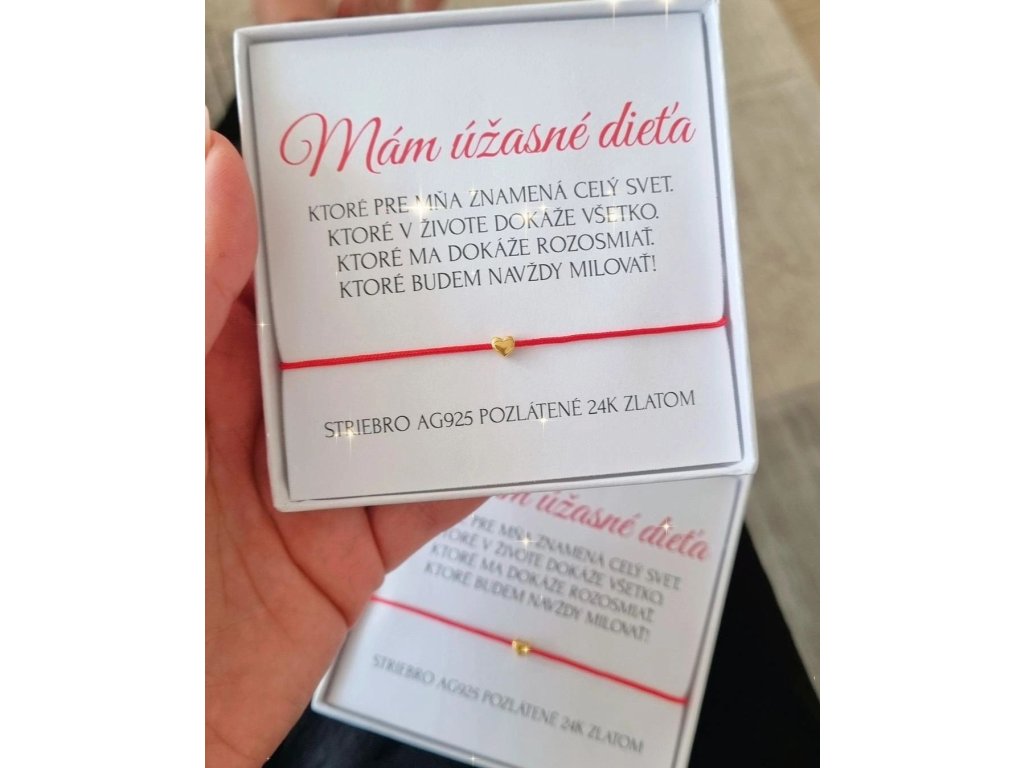 Mám úžasné dieťa
KTORÉ PRE MŇA ZNAMENÁ CELÝ SVET.
KTORÉ V ŽIVOTE DOKÁŽE VŠETKO.
KTORÉ MA DOKÁŽE ROZOSMIAŤ.
KTORÉ BUDEM NAVŽDY MILOVAŤ!
STRIEBRO AG925 POZLÁTENÉ 24K ZLATOM
úžasné dieťa
PRE MŇA ZNAMENÁ CELÝ SVET.
V ŽIVOTE DOKÁŽE VŠETKO.
KTORÉ MA DOKÁŽE ROZOSMIAŤ.
KTORÉ BUDEM NAVŽDY MILOVAŤ!
STRIEBRO AG925 POZLÁTENÉ 24K ZLATOM